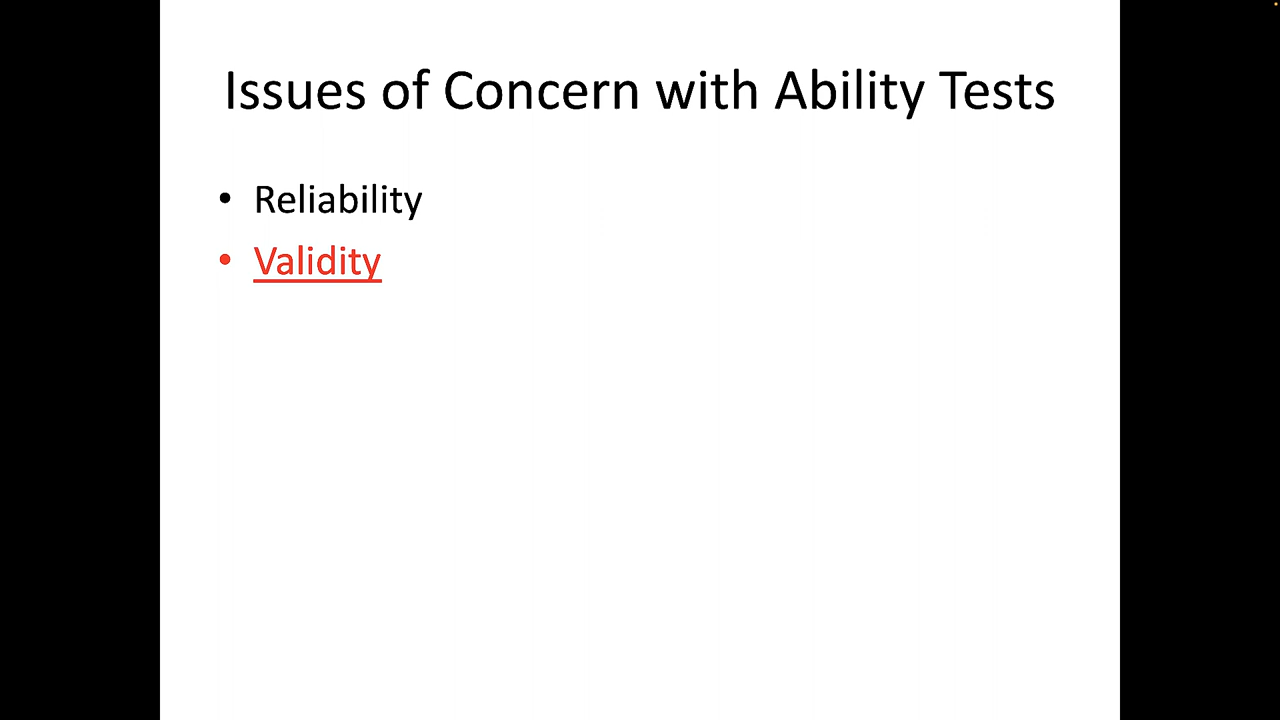 Issues of Concern with Ability Tests
• Reliability
• Validity